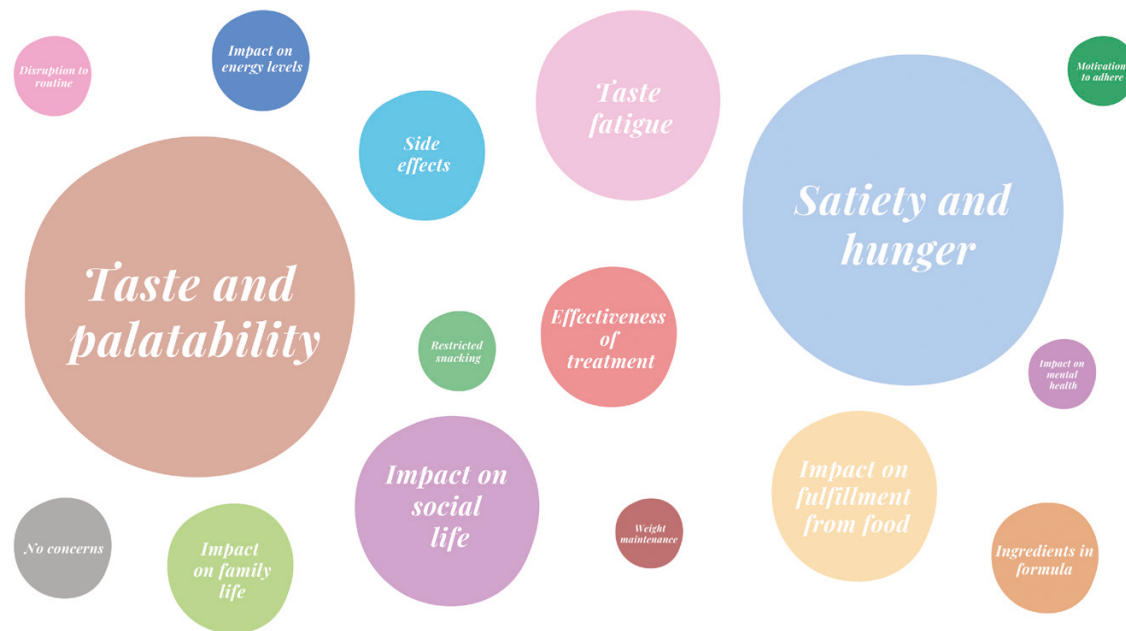 Disruption to
routine
Impact on
energy levels
Side
effects
Taste
fatigue
Satiety and
hunger
Motivation
to adhere
Taste and
palatability
Restricted
snacking
Effectiveness
of
treatment
Impact on
mental
health
No concerns
Impact
on family
life
Impact on
social
life
Weight
maintenance
Impact on
fulfillment
from food
Ingredients in
formula